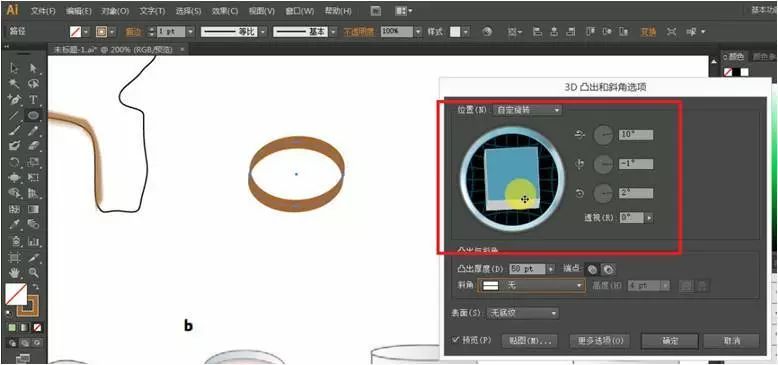 Ai 文件(F) 编辑(E) 对象(O) 文字(T) 选择(S) 效果(C) 视图(V) 窗口(W) 帮助(H) Br 基本功
路径 描边 1 pt 等比 基本 不透明度 100% 样式 变换
未标题-1.ai* @ 200% (RGB/预览)
颜色
3D 凸出和斜角选项
位置(N): 自定旋转
10°
-1°
2°
透视(R) 0°
凸出与斜角
凸出厚度(D) 50 pt 端点:
斜角 无 高度(H) 4 pt
表面(S): 无底纹
预览(P) 贴图(M)... 更多选项(O) 确定 取消
b